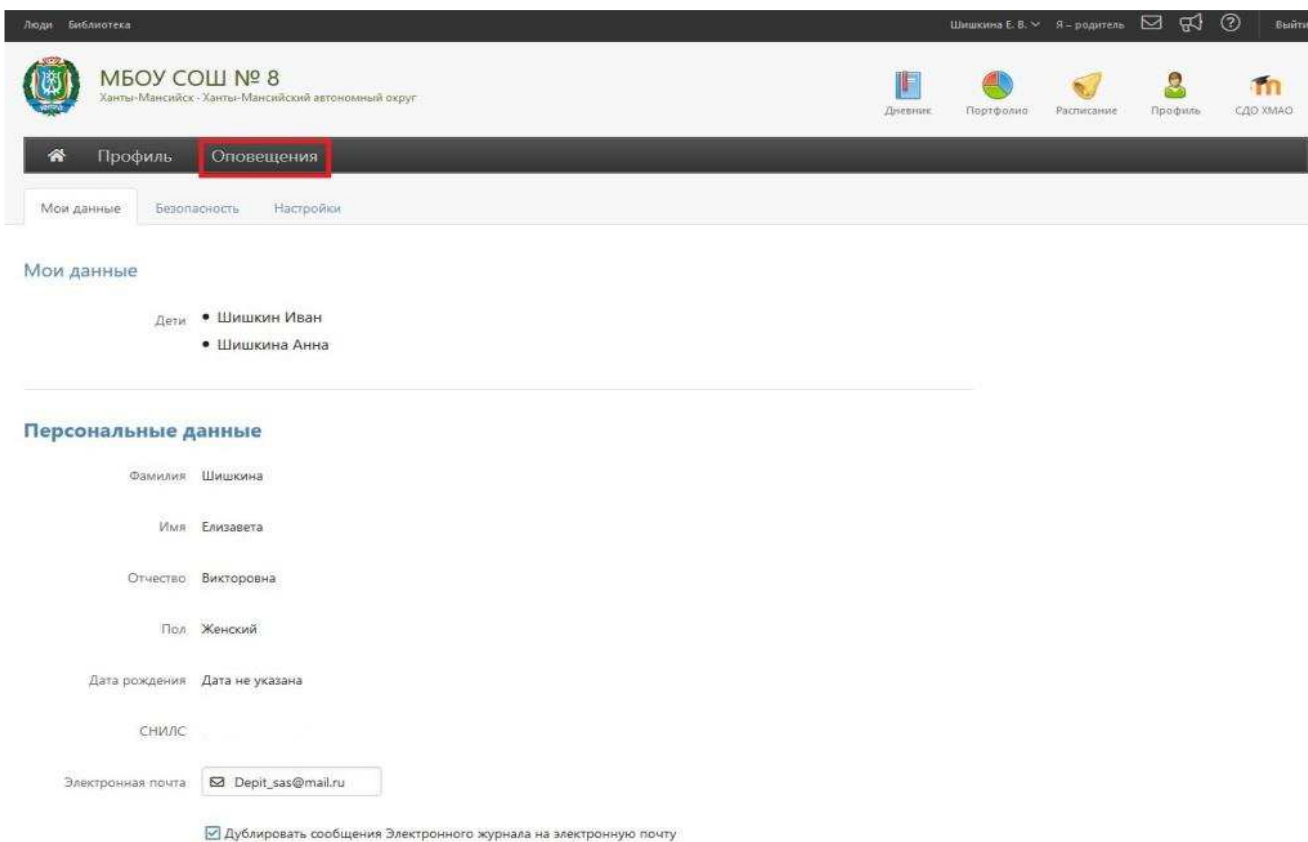 Люди Библиотека Шишкина Е. В. Я – родитель Выйти
МБОУ СОШ № 8
Ханты-Мансийск - Ханты-Мансийский автономный округ
Дневник Портфолио Расписание Профиль СДО ХМАО
Профиль Оповещения
Мои данные Безопасность Настройки
Мои данные
Дети • Шишкин Иван
• Шишкина Анна
Персональные данные
Фамилия Шишкина
Имя Елизавета
Отчество Викторовна
Пол Женский
Дата рождения Дата не указана
СНИЛС
Электронная почта Depit_sas@mail.ru
Дублировать сообщения Электронного журнала на электронную почту